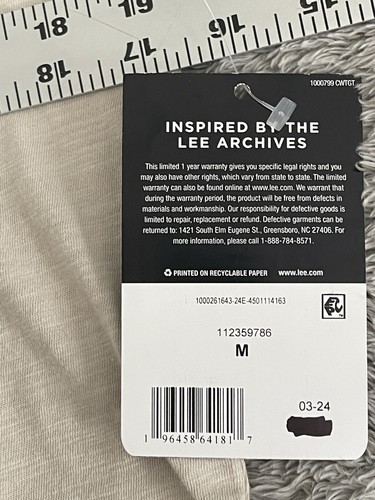 18 19 16
18 17 16
1000799 CWTGT
INSPIRED BY THE
LEE ARCHIVES
This limited 1 year warranty gives you specific legal rights and you
may also have other rights, which vary from state to state. The limited
warranty can also be found online at www.lee.com. We warrant that
during the warranty period, the product will be free from defects in
materials and workmanship. Our responsibility for defective goods is
limited to repair, replacement or refund. Defective garments can be
returned to: 1421 South Elm Eugene St., Greensboro, NC 27406. For
more information, please call 1-888-784-8571.
PRINTED ON RECYCLABLE PAPER www.lee.com
1000261643-24E-4501114163
112359786
M
03-24
1 96458 64181 7